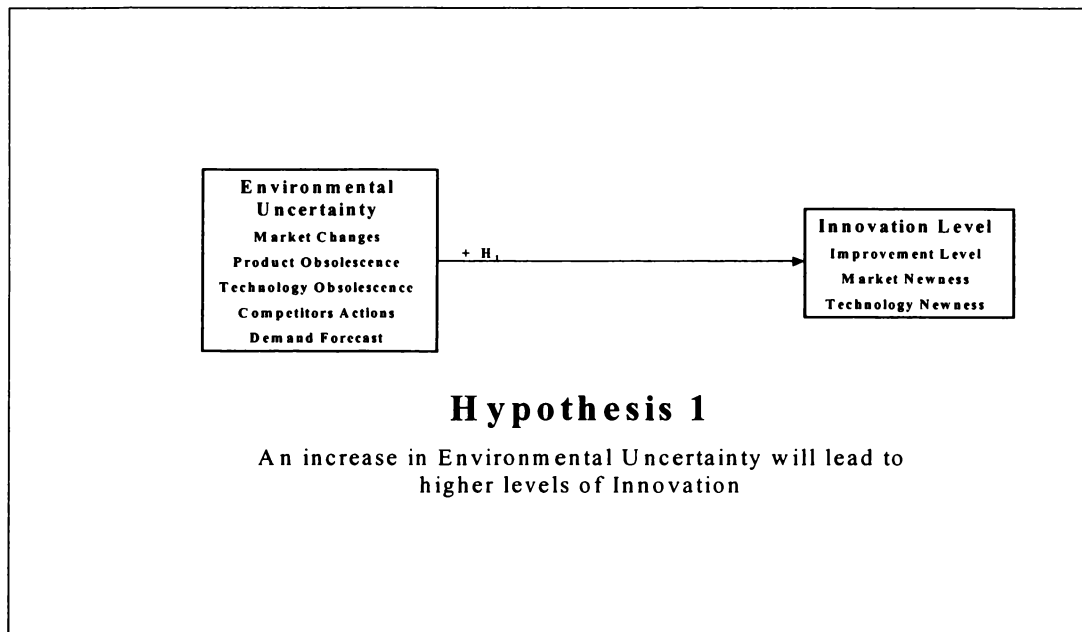 Environmental
Uncertainty
Market Changes
Product Obsolescence
Technology Obsolescence
Competitors Actions
Demand Forecast
+ H1
Innovation Level
Improvement Level
Market Newness
Technology Newness
Hypothesis 1
An increase in Environmental Uncertainty will lead to
higher levels of Innovation